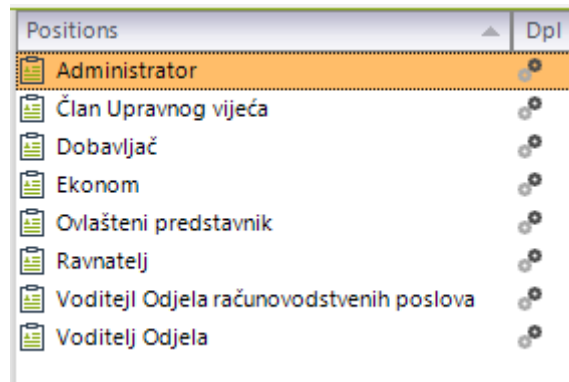 Positions Dpl
Administrator
Član Upravnog vijeća
Dobavljač
Ekonom
Ovlašteni predstavnik
Ravnatelj
Voditejl Odjela računovodstvenih poslova
Voditelj Odjela